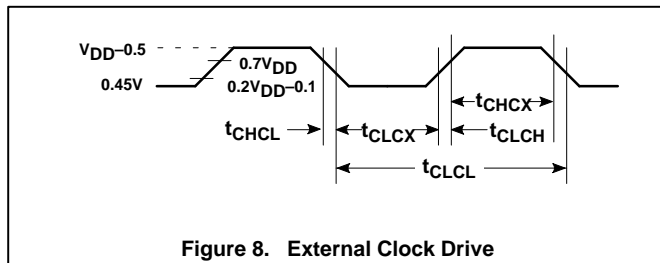 VDD–0.5
0.7VDD
0.45V
0.2VDD–0.1
tCHCX
tCHCL
tCLCX
tCLCH
tCLCL
Figure 8. External Clock Drive